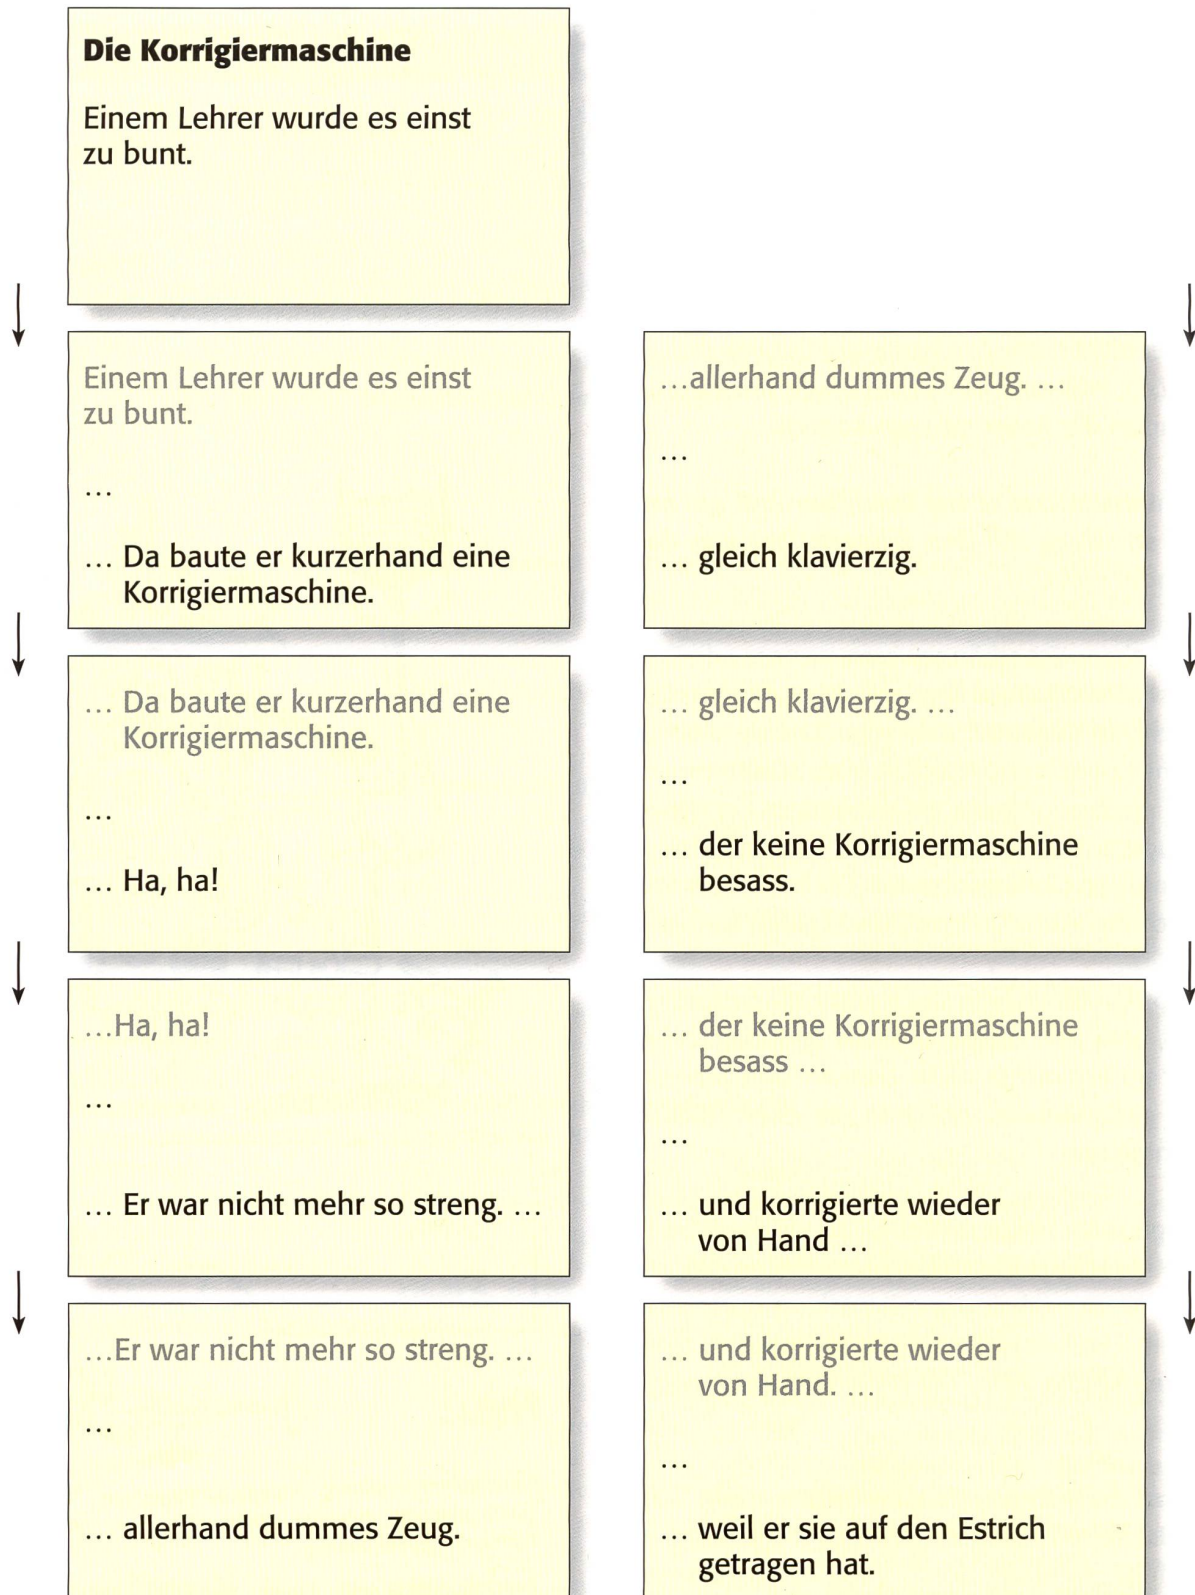 Die Korrigiermaschine
Einem Lehrer wurde es einst
zu bunt.
Einem Lehrer wurde es einst
zu bunt.
…
… Da baute er kurzerhand eine
Korrigiermaschine.
… Da baute er kurzerhand eine
Korrigiermaschine.
…
… Ha, ha!
…Ha, ha!
…
… Er war nicht mehr so streng. …
…Er war nicht mehr so streng. …
…
… allerhand dummes Zeug.
…allerhand dummes Zeug. …
…
… gleich klavierzig.
… gleich klavierzig. …
…
… der keine Korrigiermaschine
besass.
… der keine Korrigiermaschine
besass …
…
… und korrigierte wieder
von Hand …
… und korrigierte wieder
von Hand. …
…
… weil er sie auf den Estrich
getragen hat.